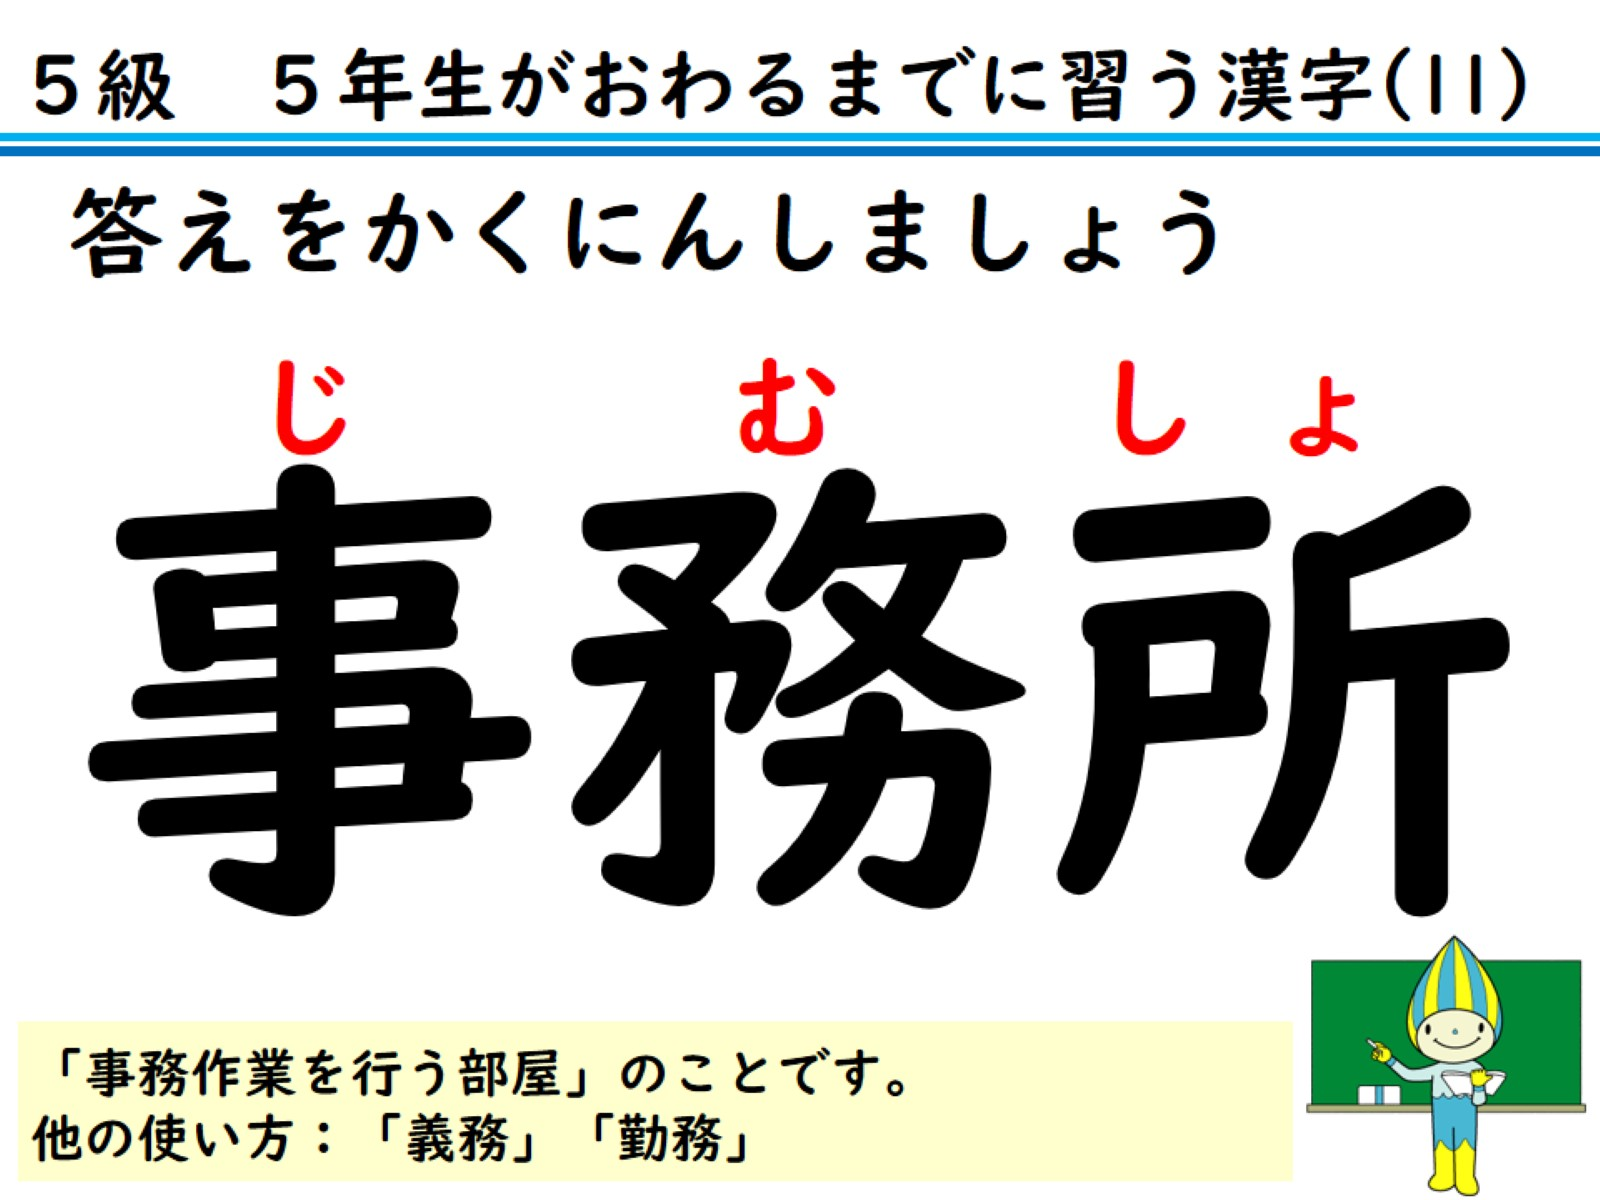 ５級　５年生がおわるまでに習う漢字(11)
答えをかくにんしましょう
じ　む　しょ
事務所
「事務作業を行う部屋」のことです。
他の使い方：「義務」「勤務」